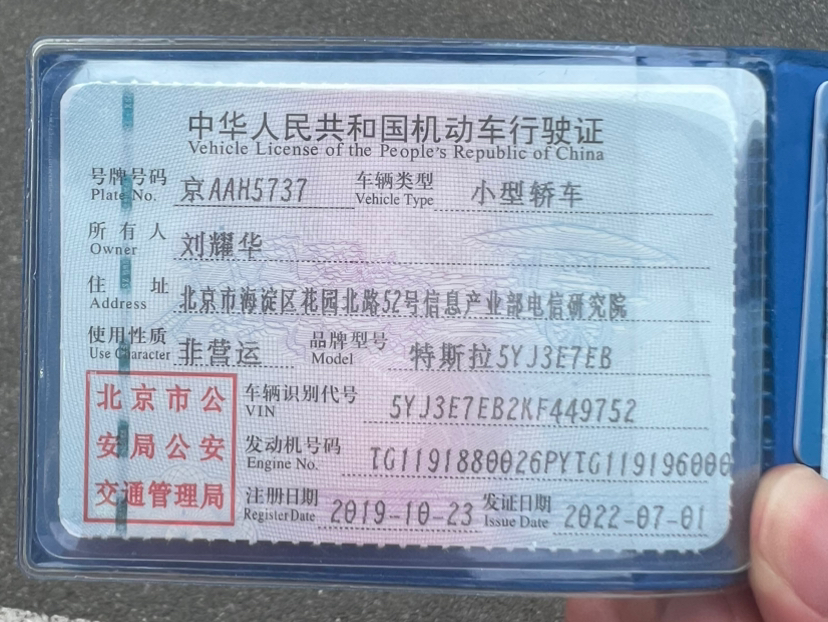 中华人民共和国机动车行驶证
Vehicle License of the People's Republic of China
号牌号码 京AAH5737 车辆类型 小型轿车
Plate No. Vehicle Type
所有人 刘耀华
Owner
住址 北京市海淀区花园北路52号信息产业部电信研究院
Address
使用性质 非营运 品牌型号 特斯拉5YJ3E7EB
Use Character Model
北京市公安局公安交通管理局
车辆识别代号 5YJ3E7EB2KF449752
VIN
发动机号码 TG1191880026PYTG119196000
Engine No.
注册日期 2019-10-23 发证日期 2022-07-01
Register Date Issue Date